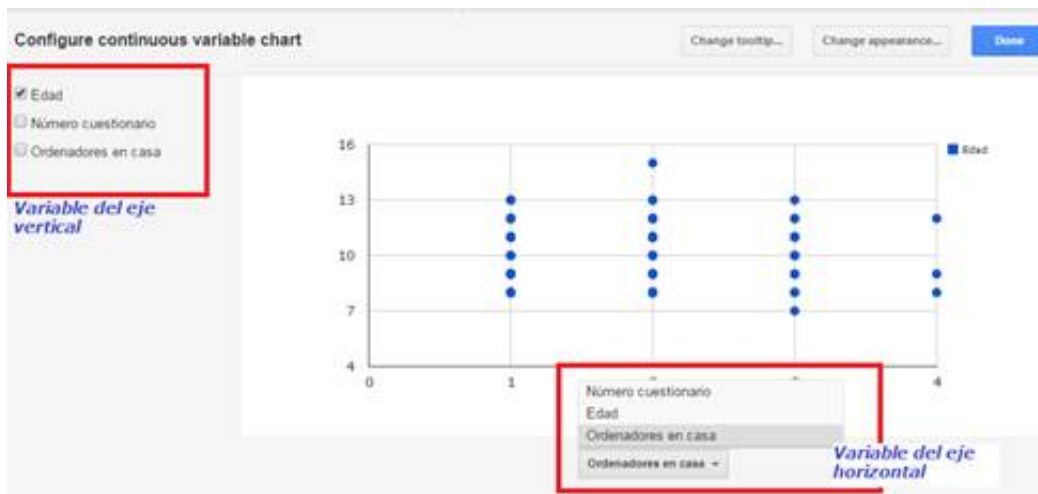 Configure continuous variable chart
Change tooltip...
Change appearance...
Done
Edad
Número cuestionario
Ordenadores en casa
Variable del eje
vertical
16
13
10
7
4
Edad
0
1
4
Número cuestionario
Edad
Ordenadores en casa
Ordenadores en casa
Variable del eje
horizontal